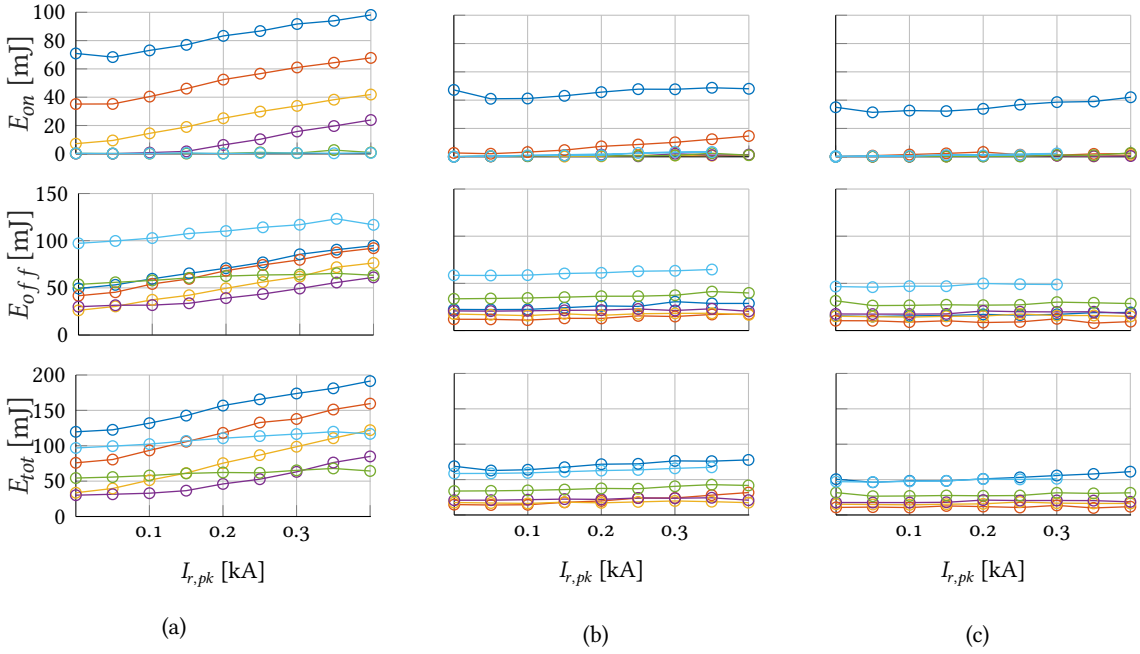 100
80
60
40
20
0
E_on [mJ]
150
100
50
0
E_off [mJ]
200
150
100
50
0
E_tot [mJ]
0.1 0.2 0.3 0.1 0.2 0.3 0.1 0.2 0.3
I_r,pk [kA] I_r,pk [kA] I_r,pk [kA]
(a) (b) (c)